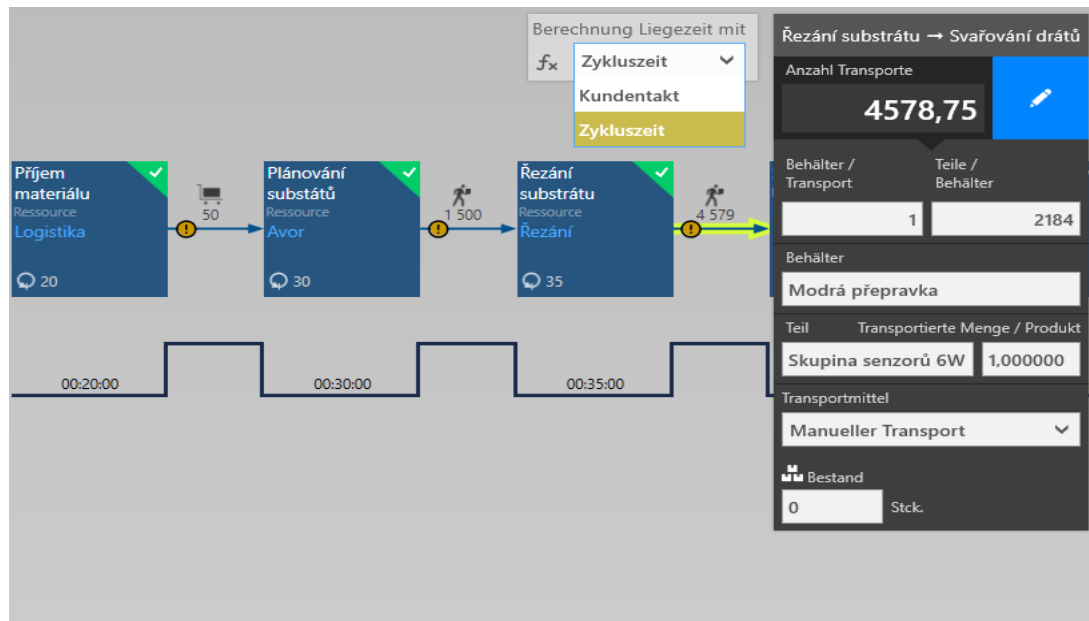 Berechnung Liegezeit mit
fx Zykluszeit
Kundentakt
Zykluszeit
Příjem
materiálu
Ressource
Logistika
20
50
Plánování
substátů
Ressource
Avor
30
1 500
Řezání
substrátu
Ressource
Řezání
35
4 579
00:20:00
00:30:00
00:35:00
Řezání substrátu → Svařování drátů
Anzahl Transporte
4578,75
Behälter / Teile /
Transport Behälter
1 2184
Behälter
Modrá přepravka
Teil Transportierte Menge / Produkt
Skupina senzorů 6W 1,000000
Transportmittel
Manueller Transport
Bestand
0 Stck.